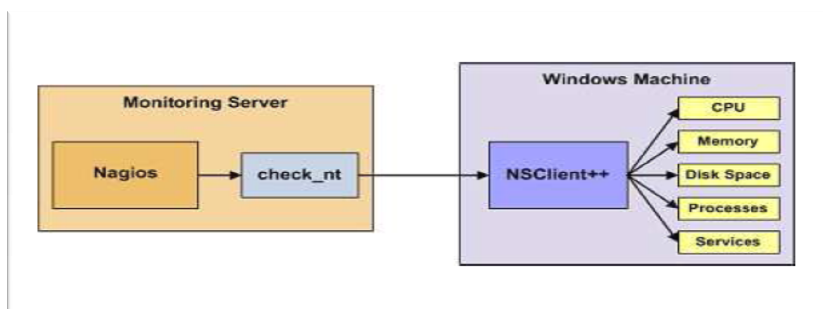 Monitoring Server
Nagios
check_nt
Windows Machine
NSClient++
CPU
Memory
Disk Space
Processes
Services